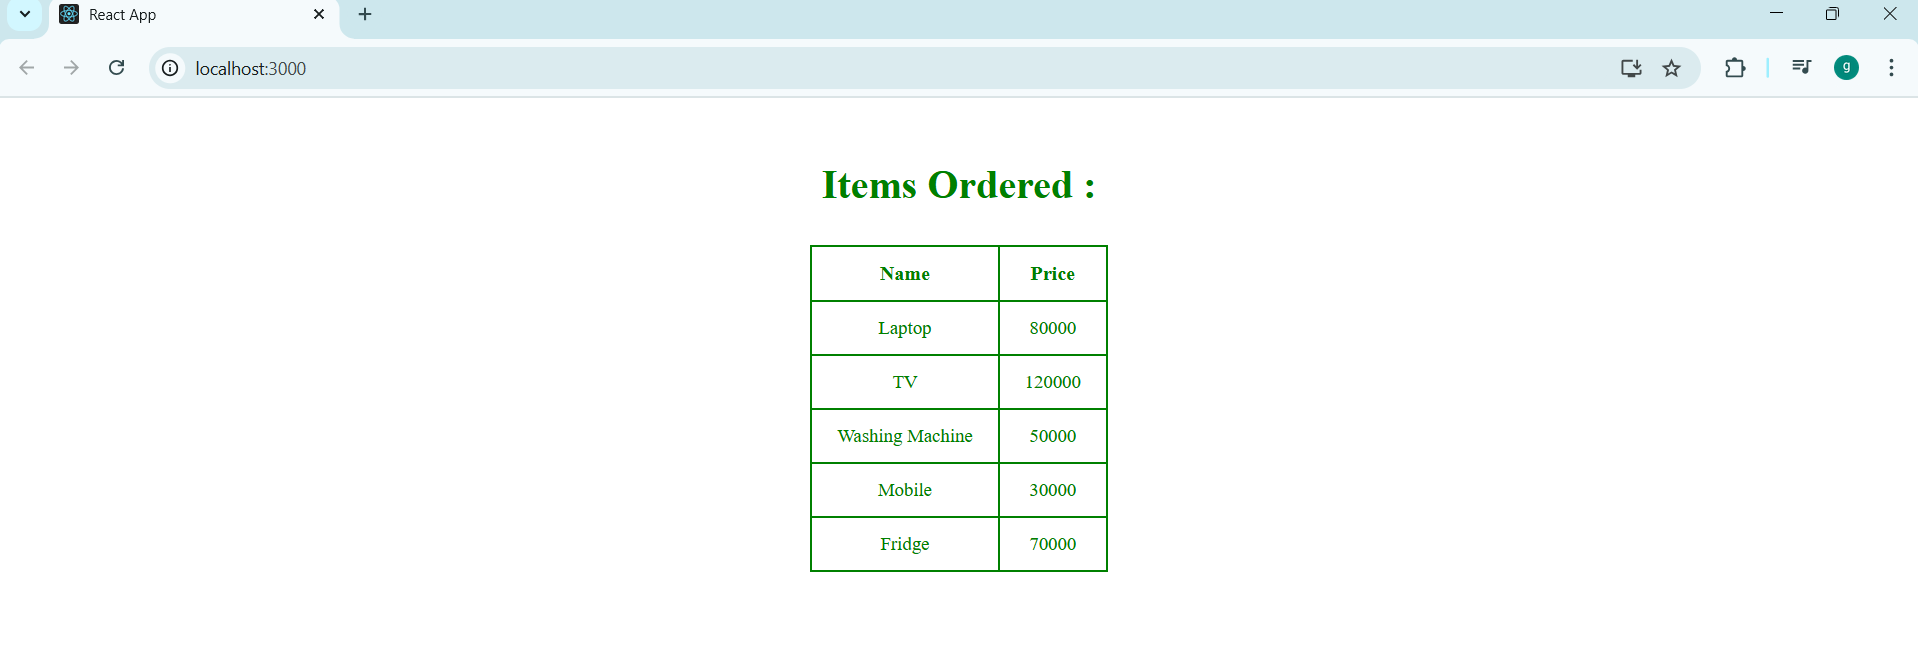 React App
localhost:3000
g
Items Ordered :
Name Price
Laptop 80000
TV 120000
Washing Machine 50000
Mobile 30000
Fridge 70000